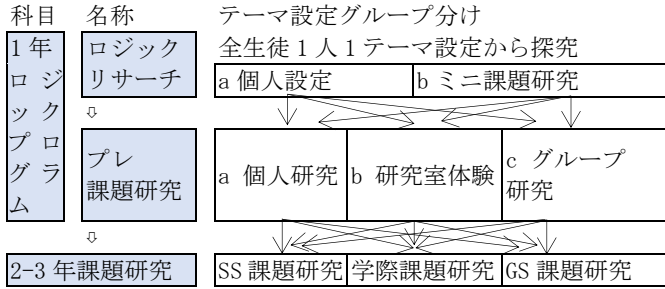 科目 名称 テーマ設定グループ分け
1年ロジックプログラム
ロジック
リサーチ
全生徒1人1テーマ設定から探究
a 個人設定 b ミニ課題研究
⇩
プレ
課題研究
a 個人研究 b 研究室体験 c グループ
研究
⇩
2-3 年課題研究 SS 課題研究 学際課題研究 GS 課題研究